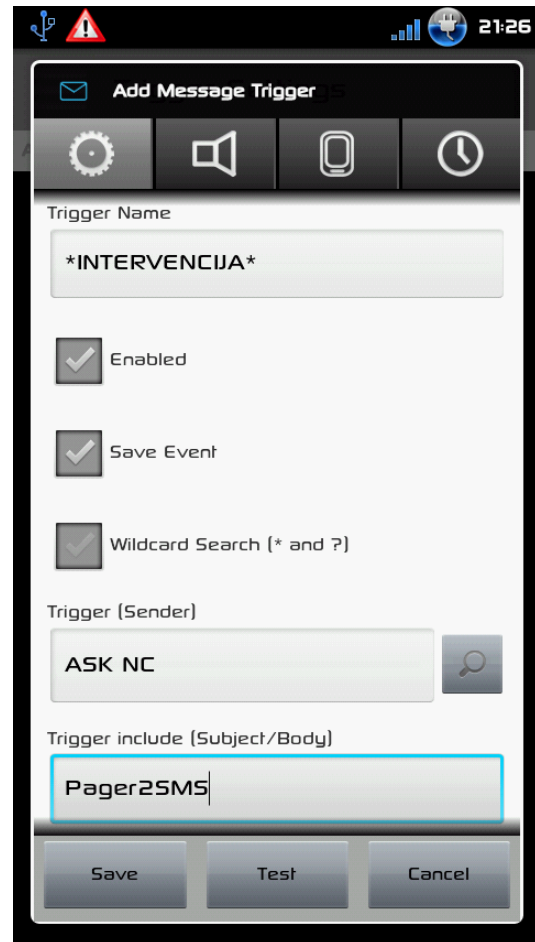 21:26
Add Message Trigger
Trigger Name
*INTERVENCIJA*
Enabled
Save Event
Wildcard Search (* and ?)
Trigger (Sender)
ASK NC
Trigger include (Subject/Body)
Pager2SMS
Save
Test
Cancel